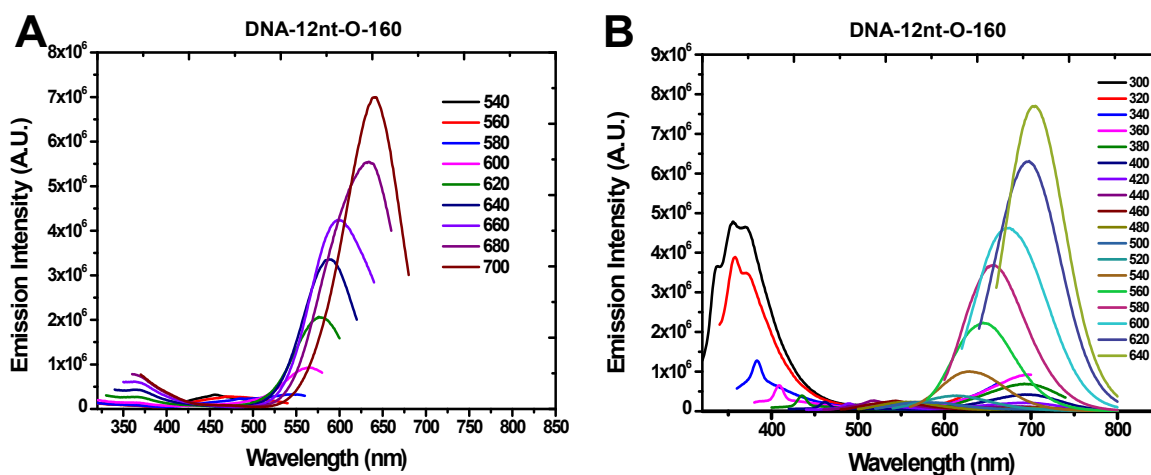 A
DNA-12nt-O-160
8x10⁶
7x10⁶
6x10⁶
5x10⁶
4x10⁶
3x10⁶
2x10⁶
1x10⁶
0
Emission Intensity (A.U.)
350 400 450 500 550 600 650 700 750 800 850
Wavelength (nm)
540
560
580
600
620
640
660
680
700
B
DNA-12nt-O-160
9x10⁶
8x10⁶
7x10⁶
6x10⁶
5x10⁶
4x10⁶
3x10⁶
2x10⁶
1x10⁶
0
Emission Intensity (A.U.)
400 500 600 700 800
Wavelength (nm)
300
320
340
360
380
400
420
440
460
480
500
520
540
560
580
600
620
640